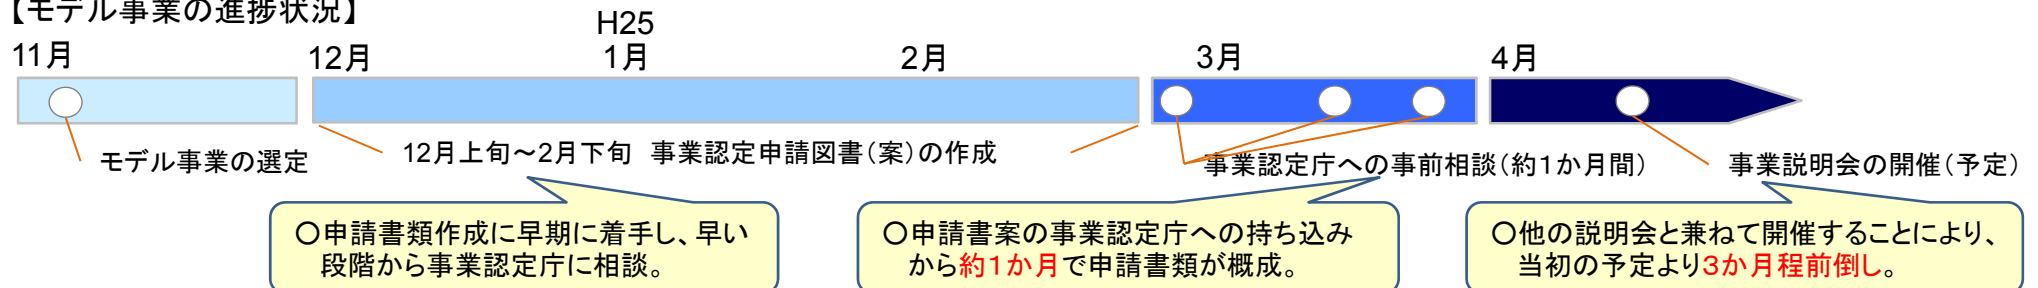 【モデル事業の進捗状況】
H25
11月 12月 1月 2月 3月 4月
モデル事業の選定
12月上旬～2月下旬 事業認定申請図書(案)の作成
事業認定庁への事前相談(約1か月間)
事業説明会の開催(予定)
○申請書類作成に早期に着手し、早い
段階から事業認定庁に相談。
○申請書案の事業認定庁への持ち込み
から約1か月で申請書類が概成。
○他の説明会と兼ねて開催することにより、
当初の予定より3か月程前倒し。